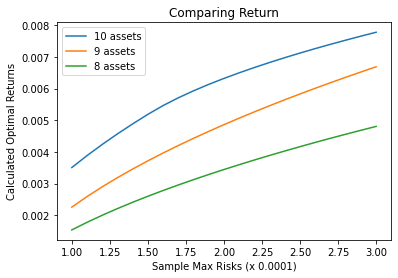 Comparing Return
10 assets
9 assets
8 assets
Calculated Optimal Returns
0.008
0.007
0.006
0.005
0.004
0.003
0.002
1.00 1.25 1.50 1.75 2.00 2.25 2.50 2.75 3.00
Sample Max Risks (x 0.0001)